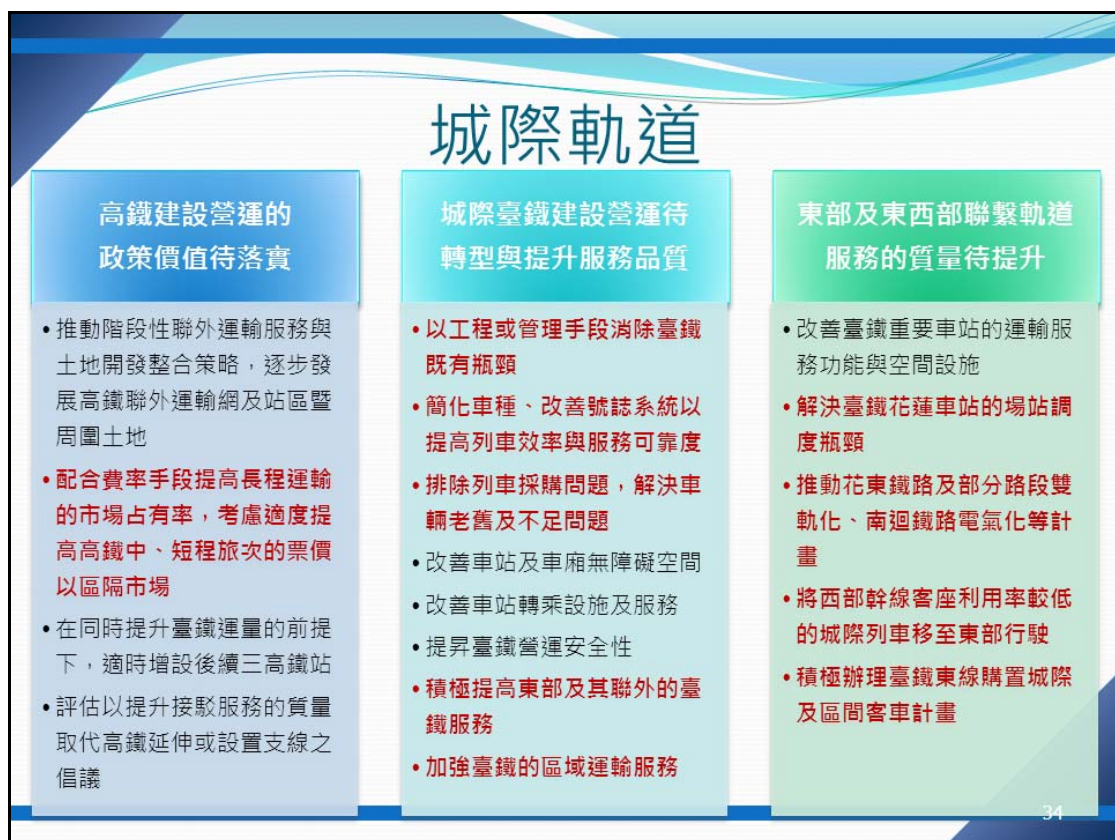 城際軌道
高鐵建設營運的
政策價值待落實
•推動階段性聯外運輸服務與
土地開發整合策略，逐步發
展高鐵聯外運輸網及站區暨
周圍土地
•配合費率手段提高長程運輸
的市場占有率，考慮適度提
高高鐵中、短程旅次的票價
以區隔市場
•在同時提升臺鐵運量的前提
下，適時增設後續三高鐵站
•評估以提升接駁服務的質量
取代高鐵延伸或設置支線之
倡議
城際臺鐵建設營運待
轉型與提升服務品質
•以工程或管理手段消除臺鐵
既有瓶頸
•簡化車種、改善號誌系統以
提高列車效率與服務可靠度
•排除列車採購問題，解決車
輛老舊及不足問題
•改善車站及車廂無障礙空間
•改善車站轉乘設施及服務
•提昇臺鐵營運安全性
•積極提高東部及其聯外的臺
鐵服務
•加強臺鐵的區域運輸服務
東部及東西部聯繫軌道
服務的質量待提升
•改善臺鐵重要車站的運輸服
務功能與空間設施
•解決臺鐵花蓮車站的場站調
度瓶頸
•推動花東鐵路及部分路段雙
軌化、南迴鐵路電氣化等計
畫
•將西部幹線客座利用率較低
的城際列車移至東部行駛
•積極辦理臺鐵東線購置城際
及區間客車計畫
34